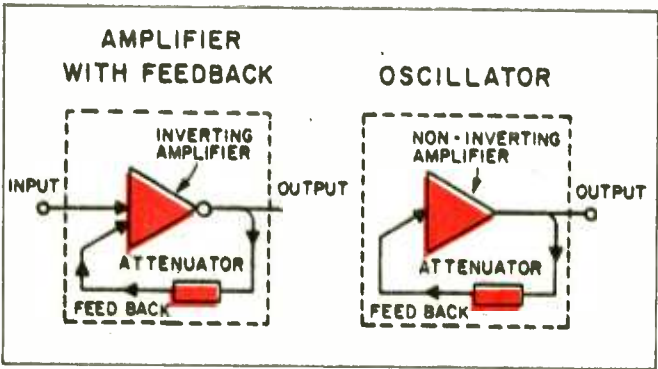 AMPLIFIER
WITH FEEDBACK
INVERTING
AMPLIFIER
INPUT
OUTPUT
ATTENUATOR
FEED BACK
OSCILLATOR
NON-INVERTING
AMPLIFIER
OUTPUT
ATTENUATOR
FEED BACK